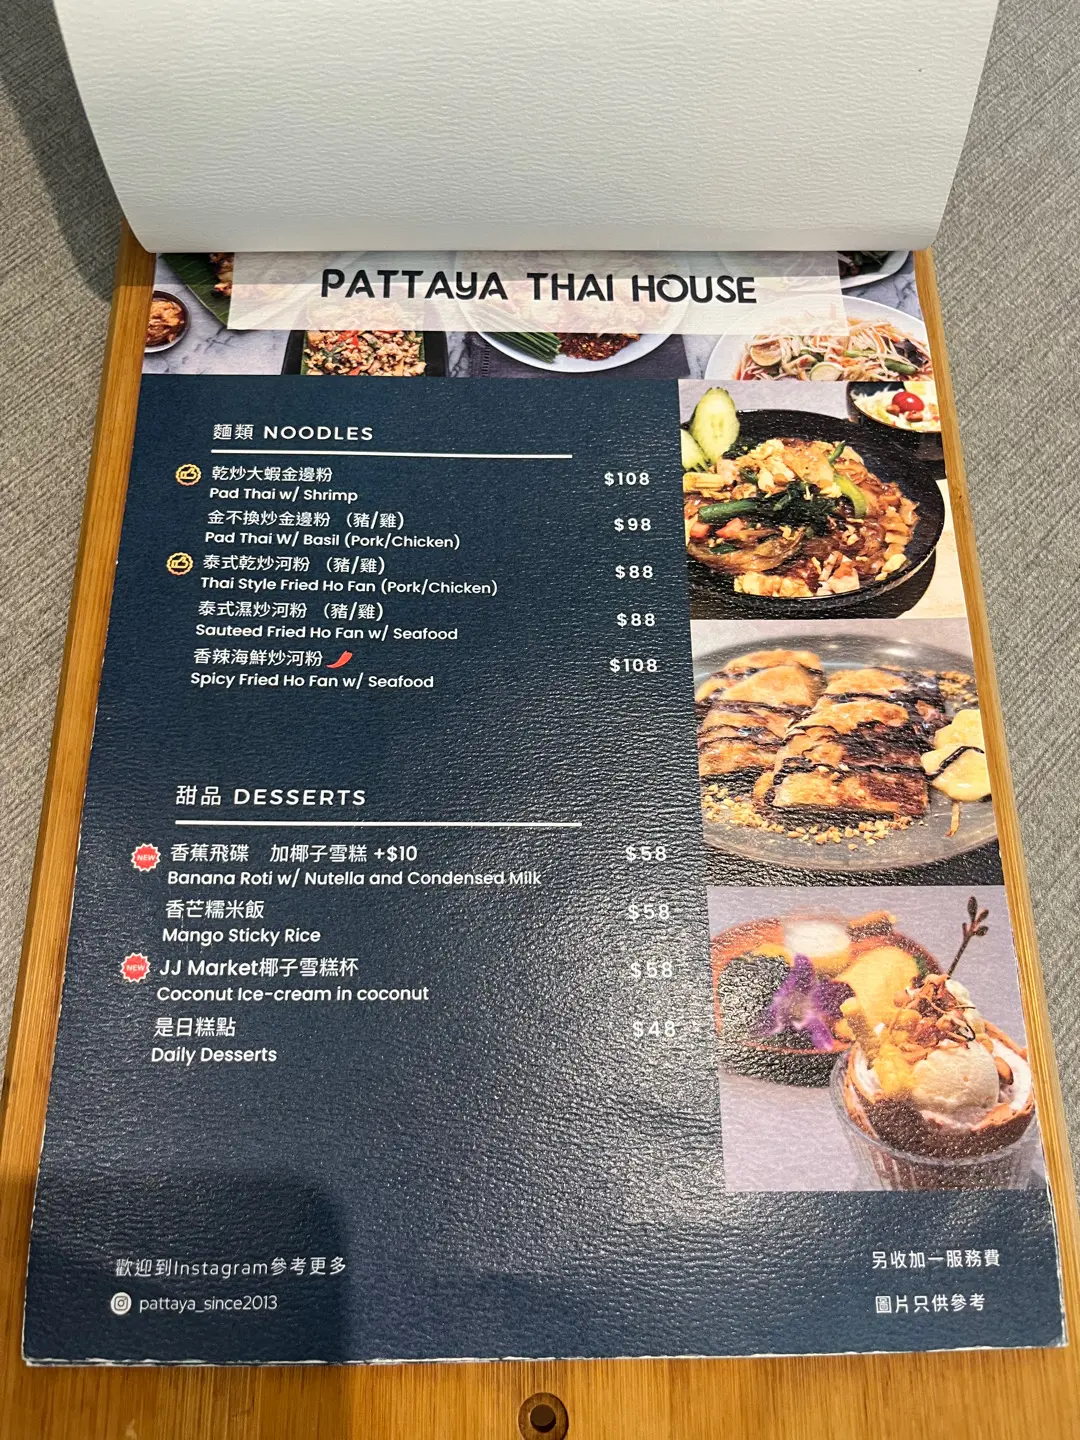 PATTAYA THAI HOUSE
麵類 NOODLES
乾炒大蝦金邊粉
Pad Thai w/ Shrimp
$108
金不換炒金邊粉 （豬/雞）
Pad Thai W/ Basil (Pork/Chicken)
$98
泰式乾炒河粉 （豬/雞）
Thai Style Fried Ho Fan (Pork/Chicken)
$88
泰式濕炒河粉 （豬/雞）
Sauteed Fried Ho Fan w/ Seafood
$88
香辣海鮮炒河粉
Spicy Fried Ho Fan w/ Seafood
$108
甜品 DESSERTS
NEW 香蕉飛碟 加椰子雪糕 +$10
Banana Roti w/ Nutella and Condensed Milk
$58
香芒糯米飯
Mango Sticky Rice
$58
NEW JJ Market椰子雪糕杯
Coconut Ice-cream in coconut
$58
是日糕點
Daily Desserts
$48
歡迎到Instagram參考更多
pattaya_since2013
另收加一服務費
圖片只供參考